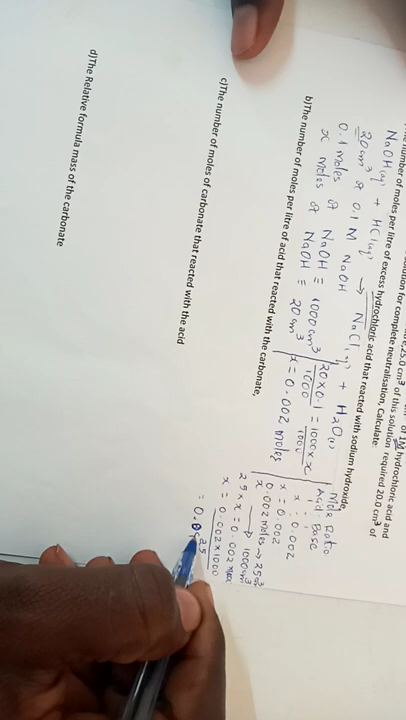 of 1M hydrochloric acid and
solution for complete neutralisation, 25.0 cm³ of this solution required 20.0 cm³ of
number of moles per litre of excess hydrochloric acid that reacted with sodium hydroxide,
NaOH(aq) + HCl(aq) → NaCl(aq) + H₂O(l)
20cm³ of 0.1 M NaOH
0.1 moles of NaOH = 1000cm³
x moles of NaOH = 20cm³
20×0.1 = 1000×x
1000 1000
x = 0.002 moles
Mole Ratio
Acid : Base
1 : 1
x : 0.002
x = 0.002
0.002moles → 25cm³
x → 1000cm³
25 × x = 0.002×1000
x = 0.002×1000
25
= 0.0
b)The number of moles per litre of acid that reacted with the carbonate,
c)The number of moles of carbonate that reacted with the acid
d)The Relative formula mass of the carbonate